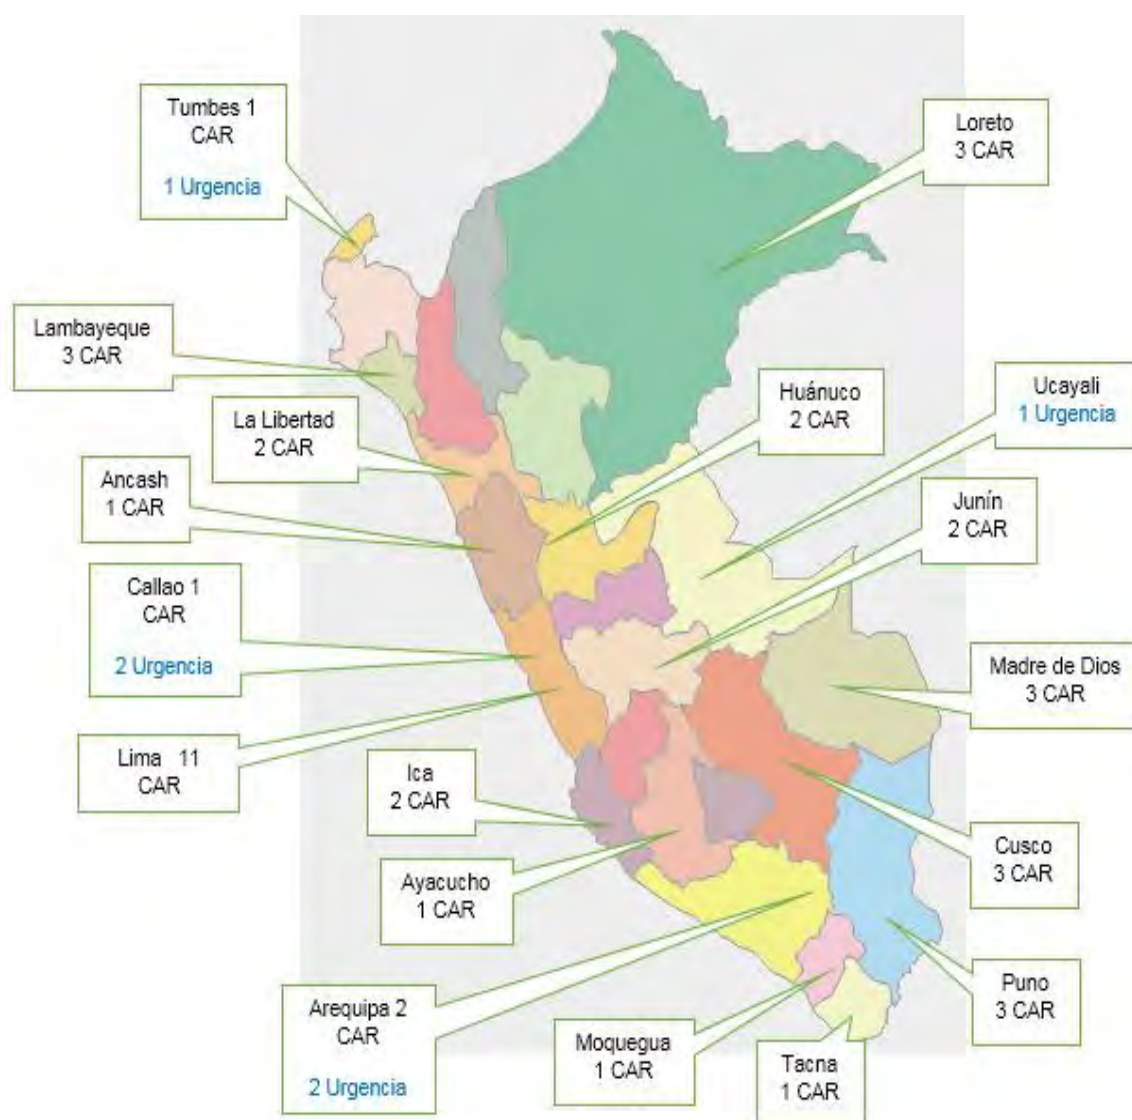 Tumbes 1
CAR
1 Urgencia
Loreto
3 CAR
Lambayeque
3 CAR
La Libertad
2 CAR
Huánuco
2 CAR
Ucayali
1 Urgencia
Ancash
1 CAR
Junín
2 CAR
Callao 1
CAR
2 Urgencia
Madre de Dios
3 CAR
Lima 11
CAR
Ica
2 CAR
Cusco
3 CAR
Ayacucho
1 CAR
Puno
3 CAR
Arequipa 2
CAR
2 Urgencia
Moquegua
1 CAR
Tacna
1 CAR